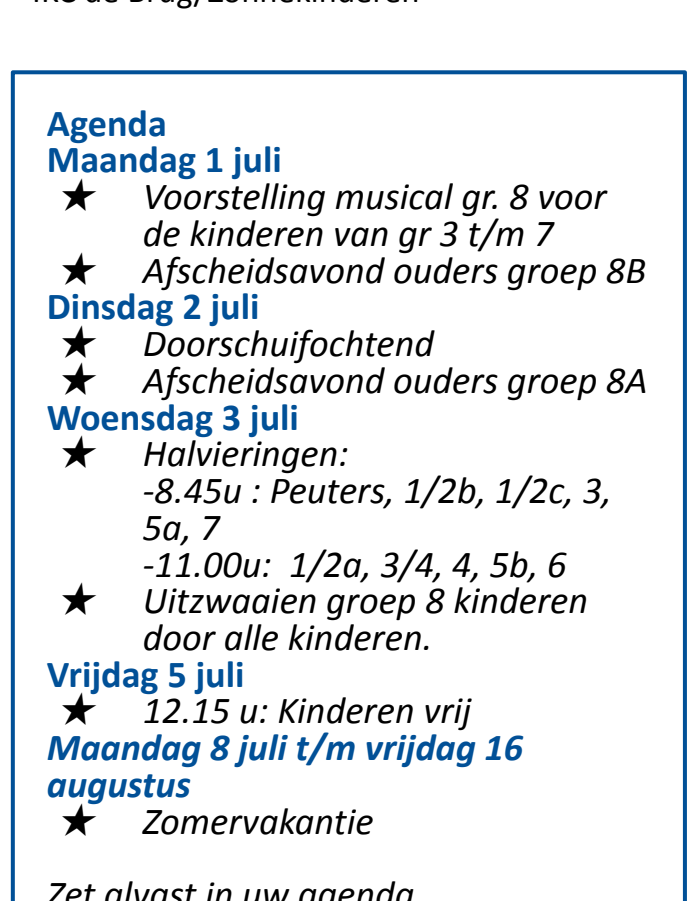 IKC de Brug/Zonnekinderen
Agenda
Maandag 1 juli
★ Voorstelling musical gr. 8 voor
de kinderen van gr 3 t/m 7
★ Afscheidsavond ouders groep 8B
Dinsdag 2 juli
★ Doorschuifochtend
★ Afscheidsavond ouders groep 8A
Woensdag 3 juli
★ Halvieringen:
-8.45u : Peuters, 1/2b, 1/2c, 3,
5a, 7
-11.00u: 1/2a, 3/4, 4, 5b, 6
★ Uitzwaaien groep 8 kinderen
door alle kinderen.
Vrijdag 5 juli
★ 12.15 u: Kinderen vrij
Maandag 8 juli t/m vrijdag 16
augustus
★ Zomervakantie
Zet alvast in uw agenda